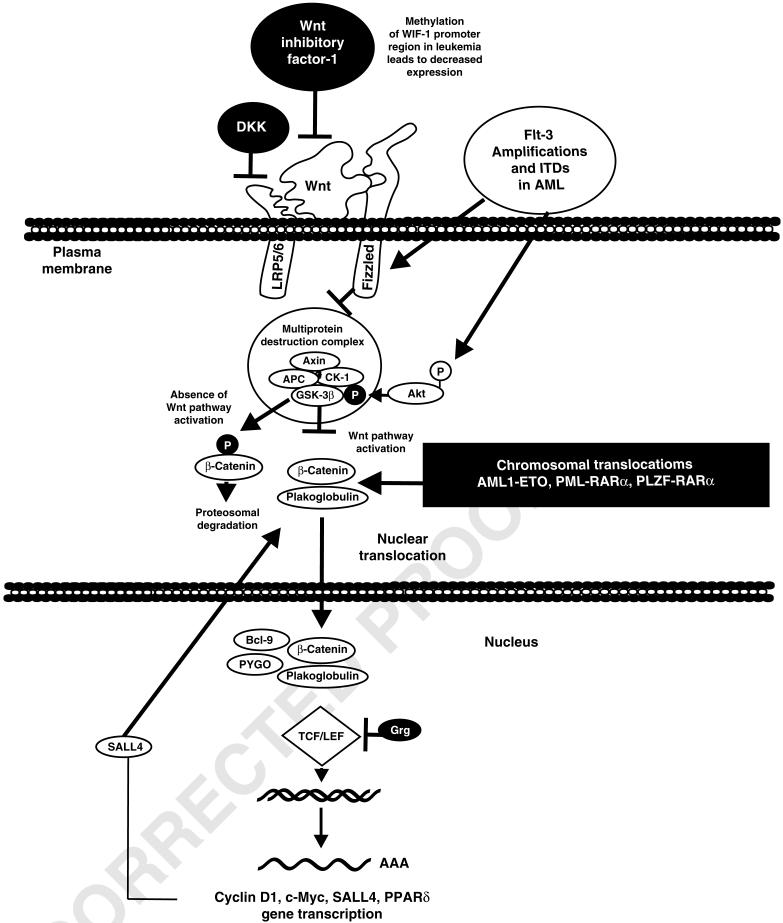 Wnt
inhibitory
factor-1
Methylation
of WIF-1 promoter
region in leukemia
leads to decreased
expression
DKK
Flt-3
Amplifications
and ITDs
in AML
Wnt
Plasma
membrane
LRP5/6
Fizzled
Multiprotein
destruction complex
Axin
APC
CK-1
GSK-3β
P
Akt
P
Absence of
Wnt pathway
activation
Wnt pathway
activation
P
β-Catenin
Proteosomal
degradation
β-Catenin
Plakoglobulin
Chromosomal translocatioms
AML1-ETO, PML-RARα, PLZF-RARα
Nuclear
translocation
Nucleus
Bcl-9
PYGO
β-Catenin
Plakoglobulin
SALL4
TCF/LEF
Grg
AAA
Cyclin D1, c-Myc, SALL4, PPARδ
gene transcription